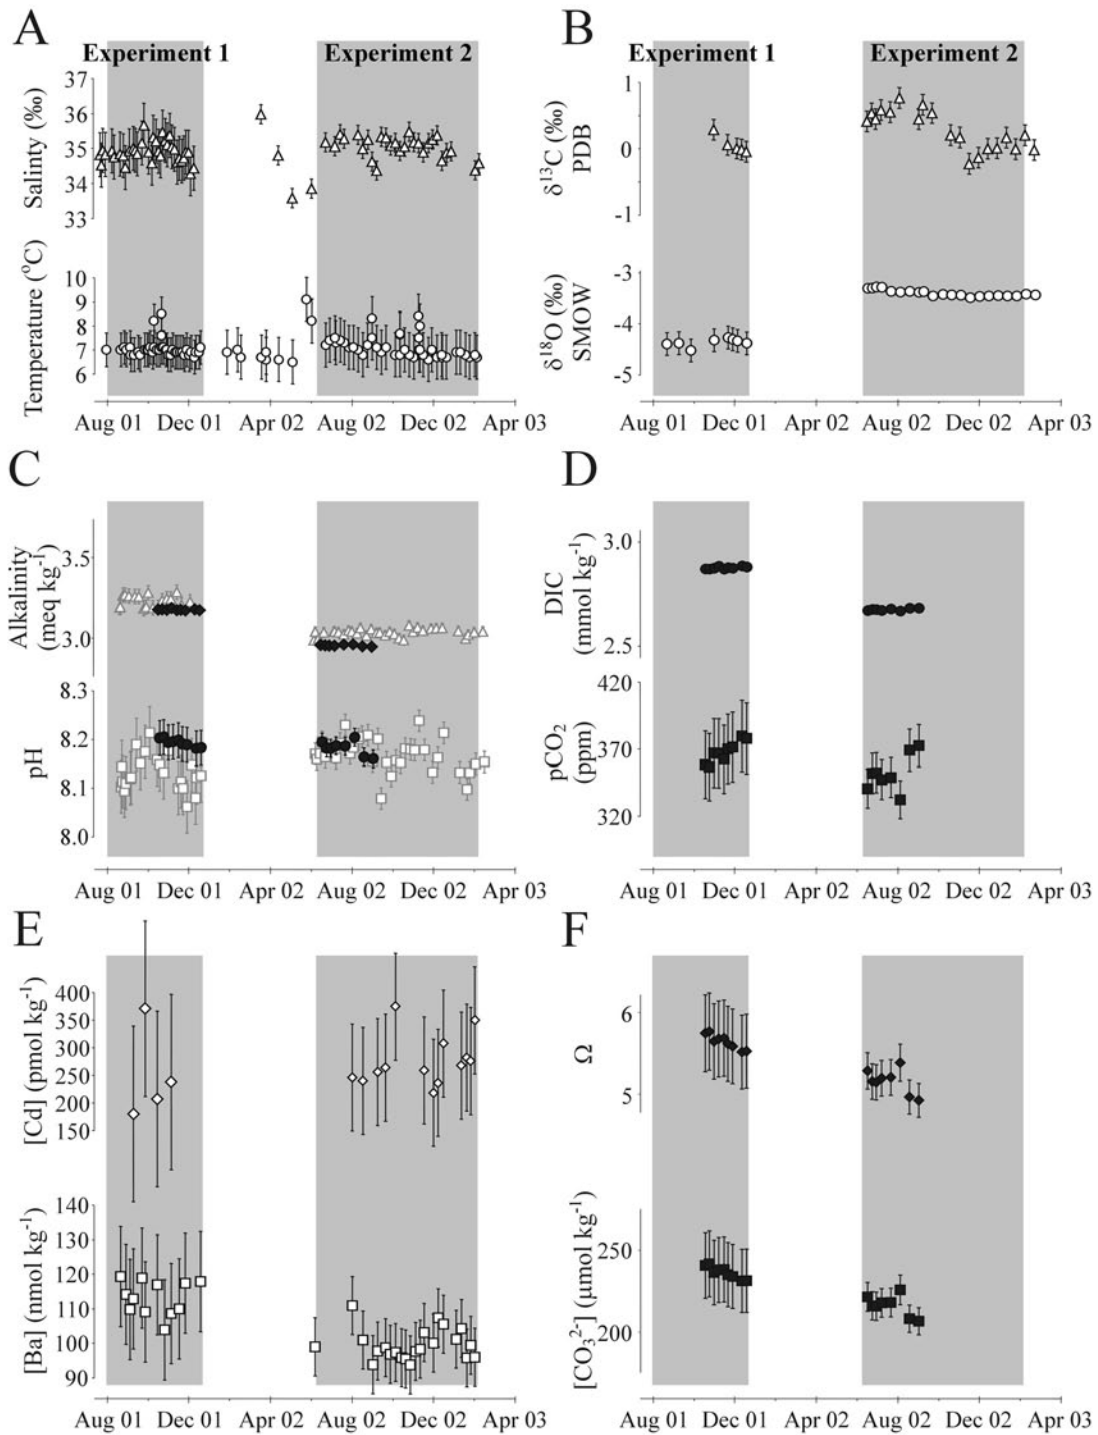 A
Experiment 1
Experiment 2
Salinity (‰)
37
36
35
34
33
Temperature (°C)
10
9
8
7
6
Aug 01 Dec 01 Apr 02 Aug 02 Dec 02 Apr 03
B
Experiment 1
Experiment 2
δ13C (‰)
PDB
1
0
-1
δ18O (‰)
SMOW
-3
-4
-5
Aug 01 Dec 01 Apr 02 Aug 02 Dec 02 Apr 03
C
Alkalinity
(meq kg-1)
3.5
3.0
pH
8.3
8.2
8.1
8.0
Aug 01 Dec 01 Apr 02 Aug 02 Dec 02 Apr 03
D
DIC
(mmol kg-1)
3.0
2.5
pCO2
(ppm)
420
370
320
Aug 01 Dec 01 Apr 02 Aug 02 Dec 02 Apr 03
E
[Cd] (pmol kg-1)
400
350
300
250
200
150
[Ba] (nmol kg-1)
140
130
120
110
100
90
Aug 01 Dec 01 Apr 02 Aug 02 Dec 02 Apr 03
F
Ω
6
5
[CO32-] (μmol kg-1)
250
200
Aug 01 Dec 01 Apr 02 Aug 02 Dec 02 Apr 03